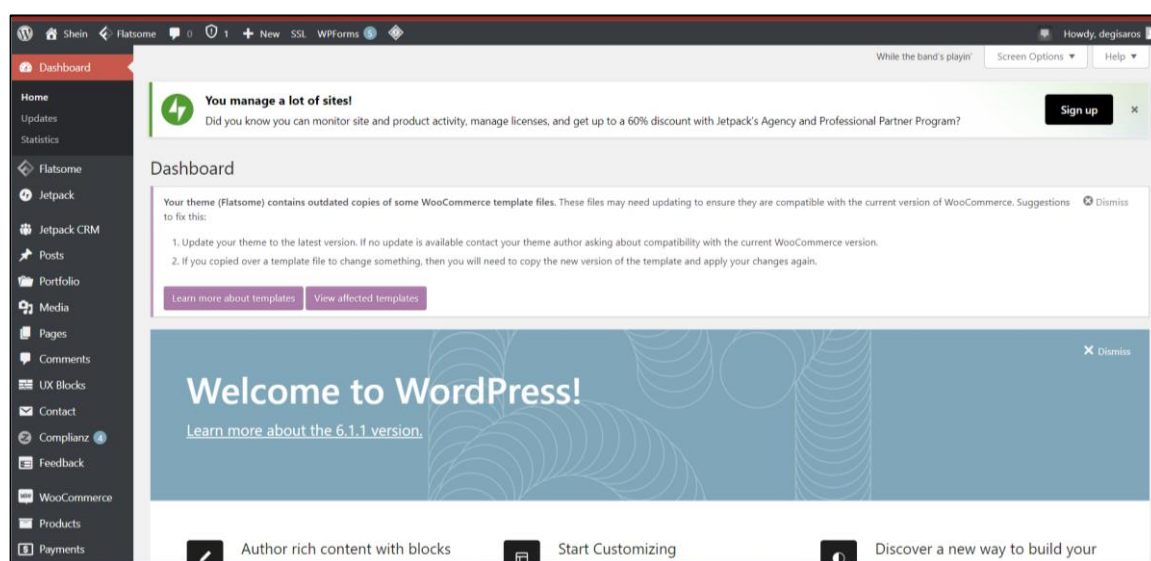 Shein Flatsome 0 1 New SSL WPForms 5 Howdy, degisaros
Dashboard
While the band's playin' Screen Options Help
Home
Updates
Statistics
You manage a lot of sites!
Did you know you can monitor site and product activity, manage licenses, and get up to a 60% discount with Jetpack's Agency and Professional Partner Program?
Sign up
Flatsome
Jetpack
Jetpack CRM
Posts
Portfolio
Media
Pages
Comments
UX Blocks
Contact
Complianz 4
Feedback
WooCommerce
Products
Payments
Dashboard
Your theme (Flatsome) contains outdated copies of some WooCommerce template files. These files may need updating to ensure they are compatible with the current version of WooCommerce. Suggestions
to fix this:
Dismiss
1. Update your theme to the latest version. If no update is available contact your theme author asking about compatibility with the current WooCommerce version.
2. If you copied over a template file to change something, then you will need to copy the new version of the template and apply your changes again.
Learn more about templates View affected templates
Dismiss
Welcome to WordPress!
Learn more about the 6.1.1 version.
Author rich content with blocks Start Customizing Discover a new way to build your